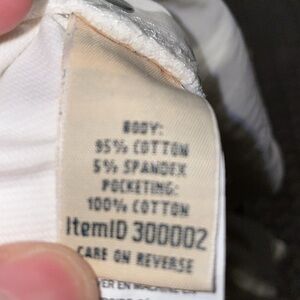 BODY:
95% COTTON
5% SPANDEX
POCKETING:
100% COTTON
ItemID 300002
CARE ON REVERSE